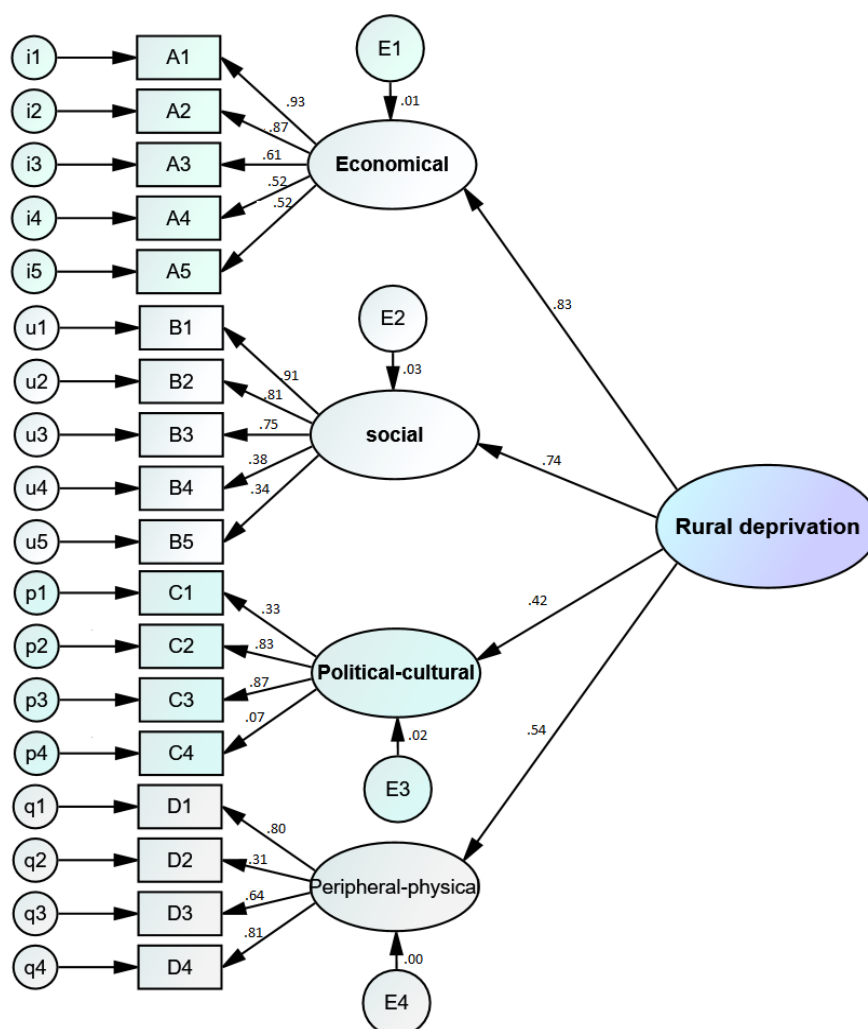 i1
A1
E1
.01
.93
i2
A2
.87
Economical
i3
A3
.61
i4
A4
.52
i5
A5
.52
.83
u1
B1
E2
.03
.91
u2
B2
.81
social
u3
B3
.75
u4
B4
.38
u5
B5
.34
.74
Rural deprivation
p1
C1
.33
.42
p2
C2
.83
Political-cultural
p3
C3
.87
p4
C4
.07
.02
E3
.54
q1
D1
.80
q2
D2
.31
Peripheral-physica
q3
D3
.64
q4
D4
.81
.00
E4